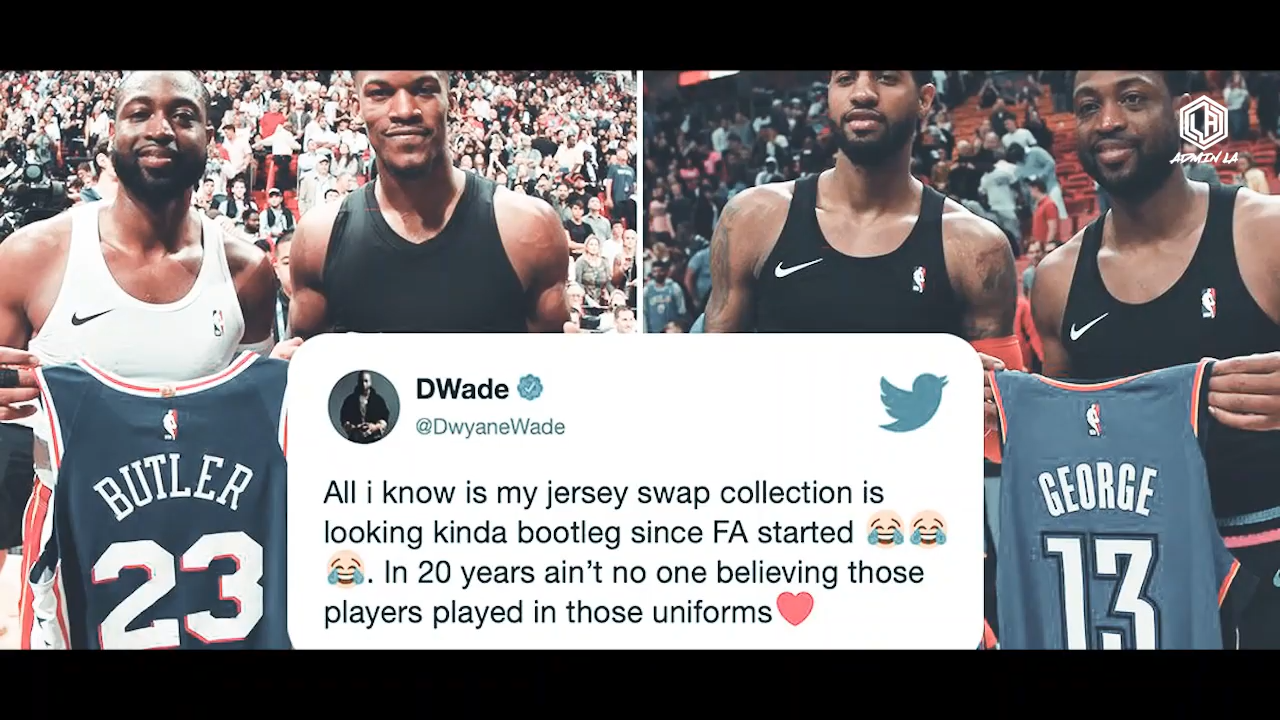 ADMIN LA
BUTLER
23
DWade
@DwyaneWade
All i know is my jersey swap collection is
looking kinda bootleg since FA started 😂😂
😂. In 20 years ain’t no one believing those
players played in those uniforms❤️
GEORGE
13